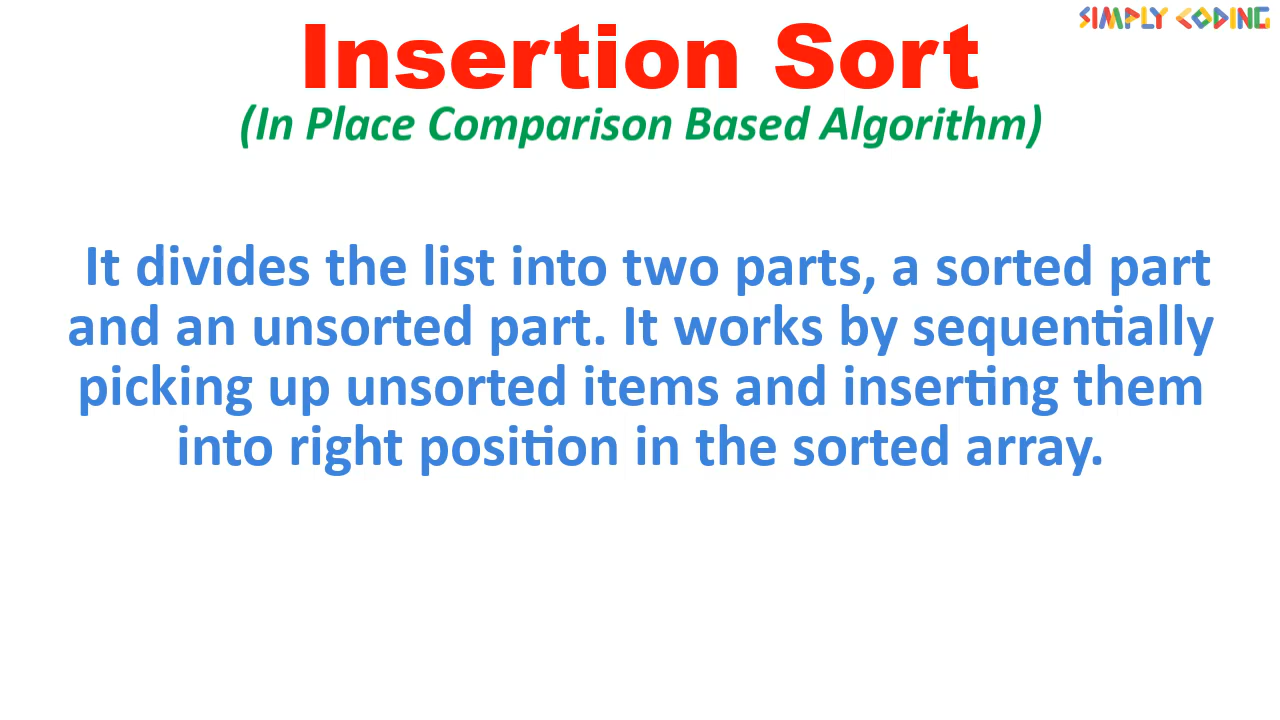 SIMPLY CODING
Insertion Sort
(In Place Comparison Based Algorithm)
It divides the list into two parts, a sorted part
and an unsorted part. It works by sequentially
picking up unsorted items and inserting them
into right position in the sorted array.